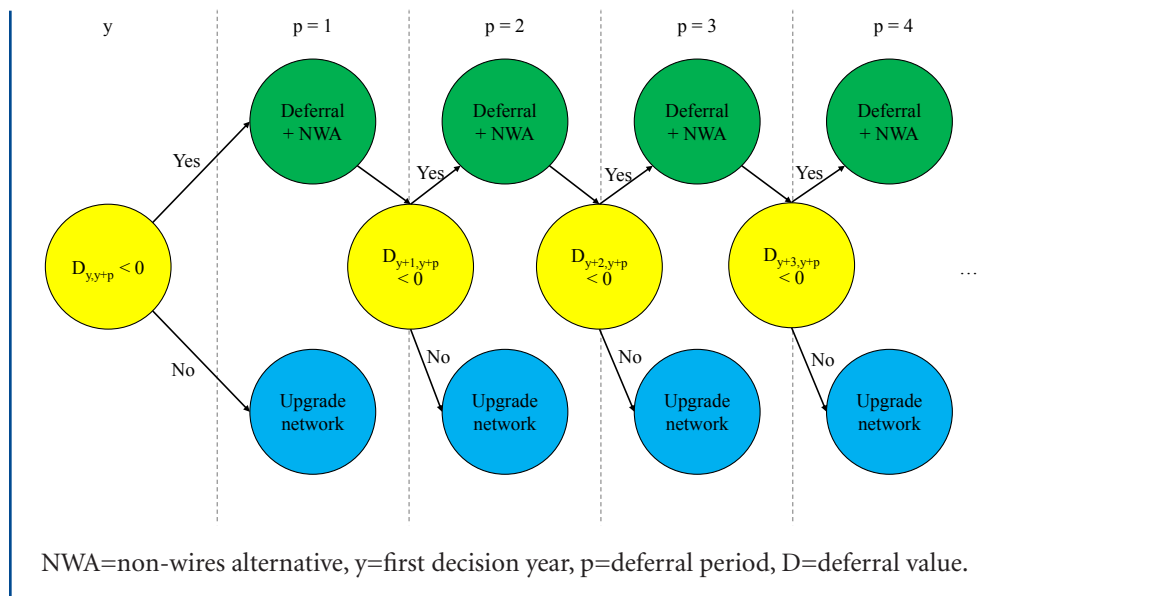 y
p = 1
p = 2
p = 3
p = 4
Deferral
+ NWA
Deferral
+ NWA
Deferral
+ NWA
Deferral
+ NWA
Yes
Yes
Yes
Yes
D_{y,y+p} < 0
D_{y+1,y+p}
< 0
D_{y+2,y+p}
< 0
D_{y+3,y+p}
< 0
...
No
No
No
No
Upgrade
network
Upgrade
network
Upgrade
network
Upgrade
network
NWA=non-wires alternative, y=first decision year, p=deferral period, D=deferral value.